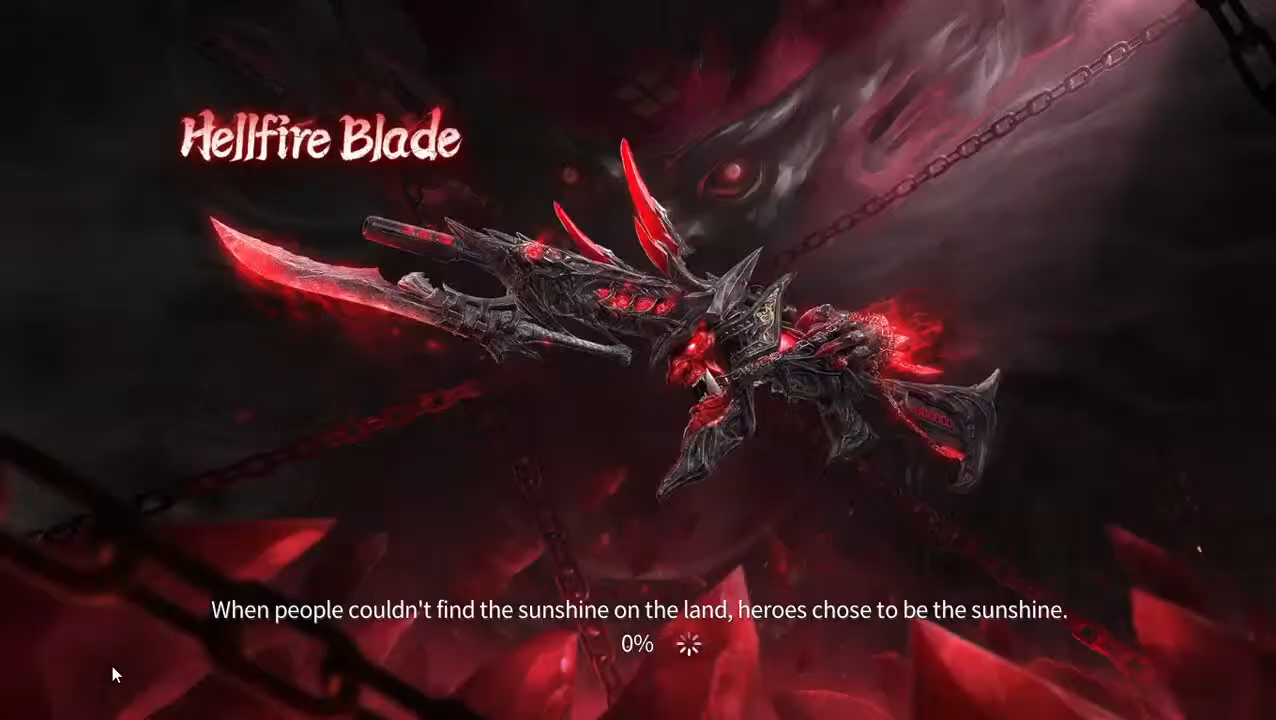 Hellfire Blade
When people couldn't find the sunshine on the land, heroes chose to be the sunshine.
0%